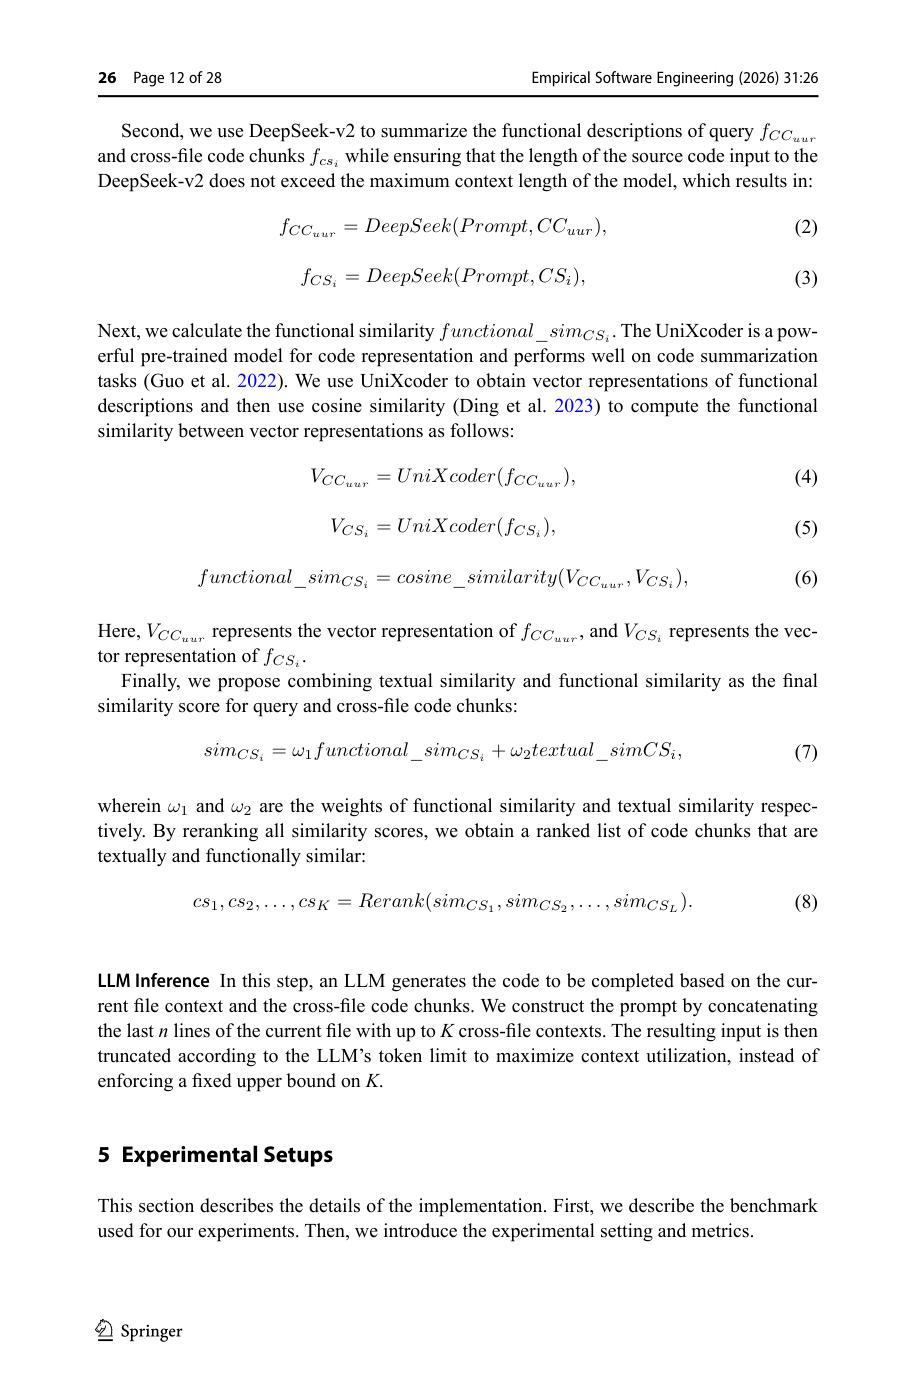 26 Page 12 of 28
Empirical Software Engineering (2026) 31:26
Second, we use DeepSeek-v2 to summarize the functional descriptions of query $f_{CC_{uur}}$
and cross-file code chunks $f_{cs_i}$ while ensuring that the length of the source code input to the
DeepSeek-v2 does not exceed the maximum context length of the model, which results in:
$f_{CC_{uur}} = DeepSeek(Prompt, CC_{uur}),$ (2)
$f_{CS_i} = DeepSeek(Prompt, CS_i),$ (3)
Next, we calculate the functional similarity $functional\_sim_{CS_i}$. The UniXcoder is a pow-
erful pre-trained model for code representation and performs well on code summarization
tasks (Guo et al. 2022). We use UniXcoder to obtain vector representations of functional
descriptions and then use cosine similarity (Ding et al. 2023) to compute the functional
similarity between vector representations as follows:
$V_{CC_{uur}} = UniXcoder(f_{CC_{uur}}),$ (4)
$V_{CS_i} = UniXcoder(f_{CS_i}),$ (5)
$functional\_sim_{CS_i} = cosine\_similarity(V_{CC_{uur}}, V_{CS_i}),$ (6)
Here, $V_{CC_{uur}}$ represents the vector representation of $f_{CC_{uur}}$, and $V_{CS_i}$ represents the vec-
tor representation of $f_{CS_i}$.
Finally, we propose combining textual similarity and functional similarity as the final
similarity score for query and cross-file code chunks:
$sim_{CS_i} = \omega_1 functional\_sim_{CS_i} + \omega_2 textual\_simCS_i,$ (7)
wherein $\omega_1$ and $\omega_2$ are the weights of functional similarity and textual similarity respec-
tively. By reranking all similarity scores, we obtain a ranked list of code chunks that are
textually and functionally similar:
$cs_1, cs_2, \ldots, cs_K = Rerank(sim_{CS_1}, sim_{CS_2}, \ldots, sim_{CS_L}).$ (8)
LLM Inference In this step, an LLM generates the code to be completed based on the cur-
rent file context and the cross-file code chunks. We construct the prompt by concatenating
the last n lines of the current file with up to K cross-file contexts. The resulting input is then
truncated according to the LLM's token limit to maximize context utilization, instead of
enforcing a fixed upper bound on K.
5 Experimental Setups
This section describes the details of the implementation. First, we describe the benchmark
used for our experiments. Then, we introduce the experimental setting and metrics.
Springer